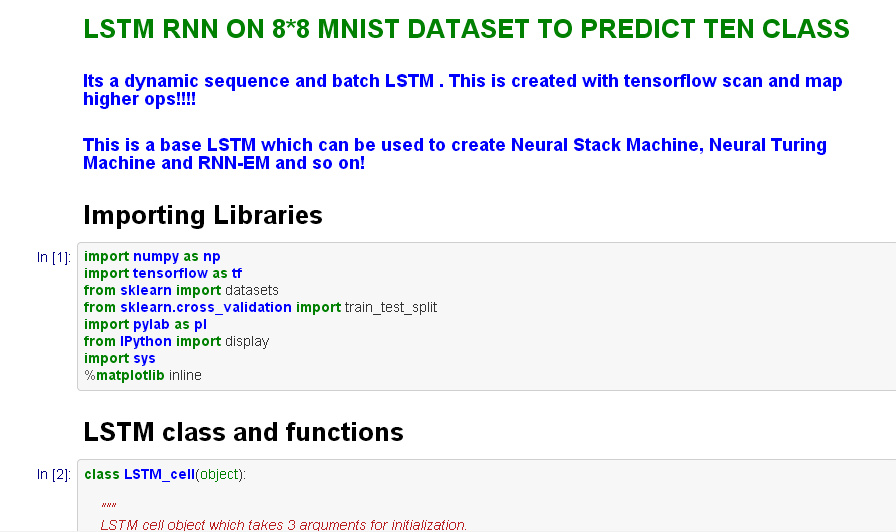 LSTM RNN ON 8*8 MNIST DATASET TO PREDICT TEN CLASS
Its a dynamic sequence and batch LSTM . This is created with tensorflow scan and map
higher ops!!!!
This is a base LSTM which can be used to create Neural Stack Machine, Neural Turing
Machine and RNN-EM and so on!
Importing Libraries
In [1]:
import numpy as np
import tensorflow as tf
from sklearn import datasets
from sklearn.cross_validation import train_test_split
import pylab as pl
from IPython import display
import sys
%matplotlib inline
LSTM class and functions
In [2]:
class LSTM_cell(object):
"""
LSTM cell object which takes 3 arguments for initialization.